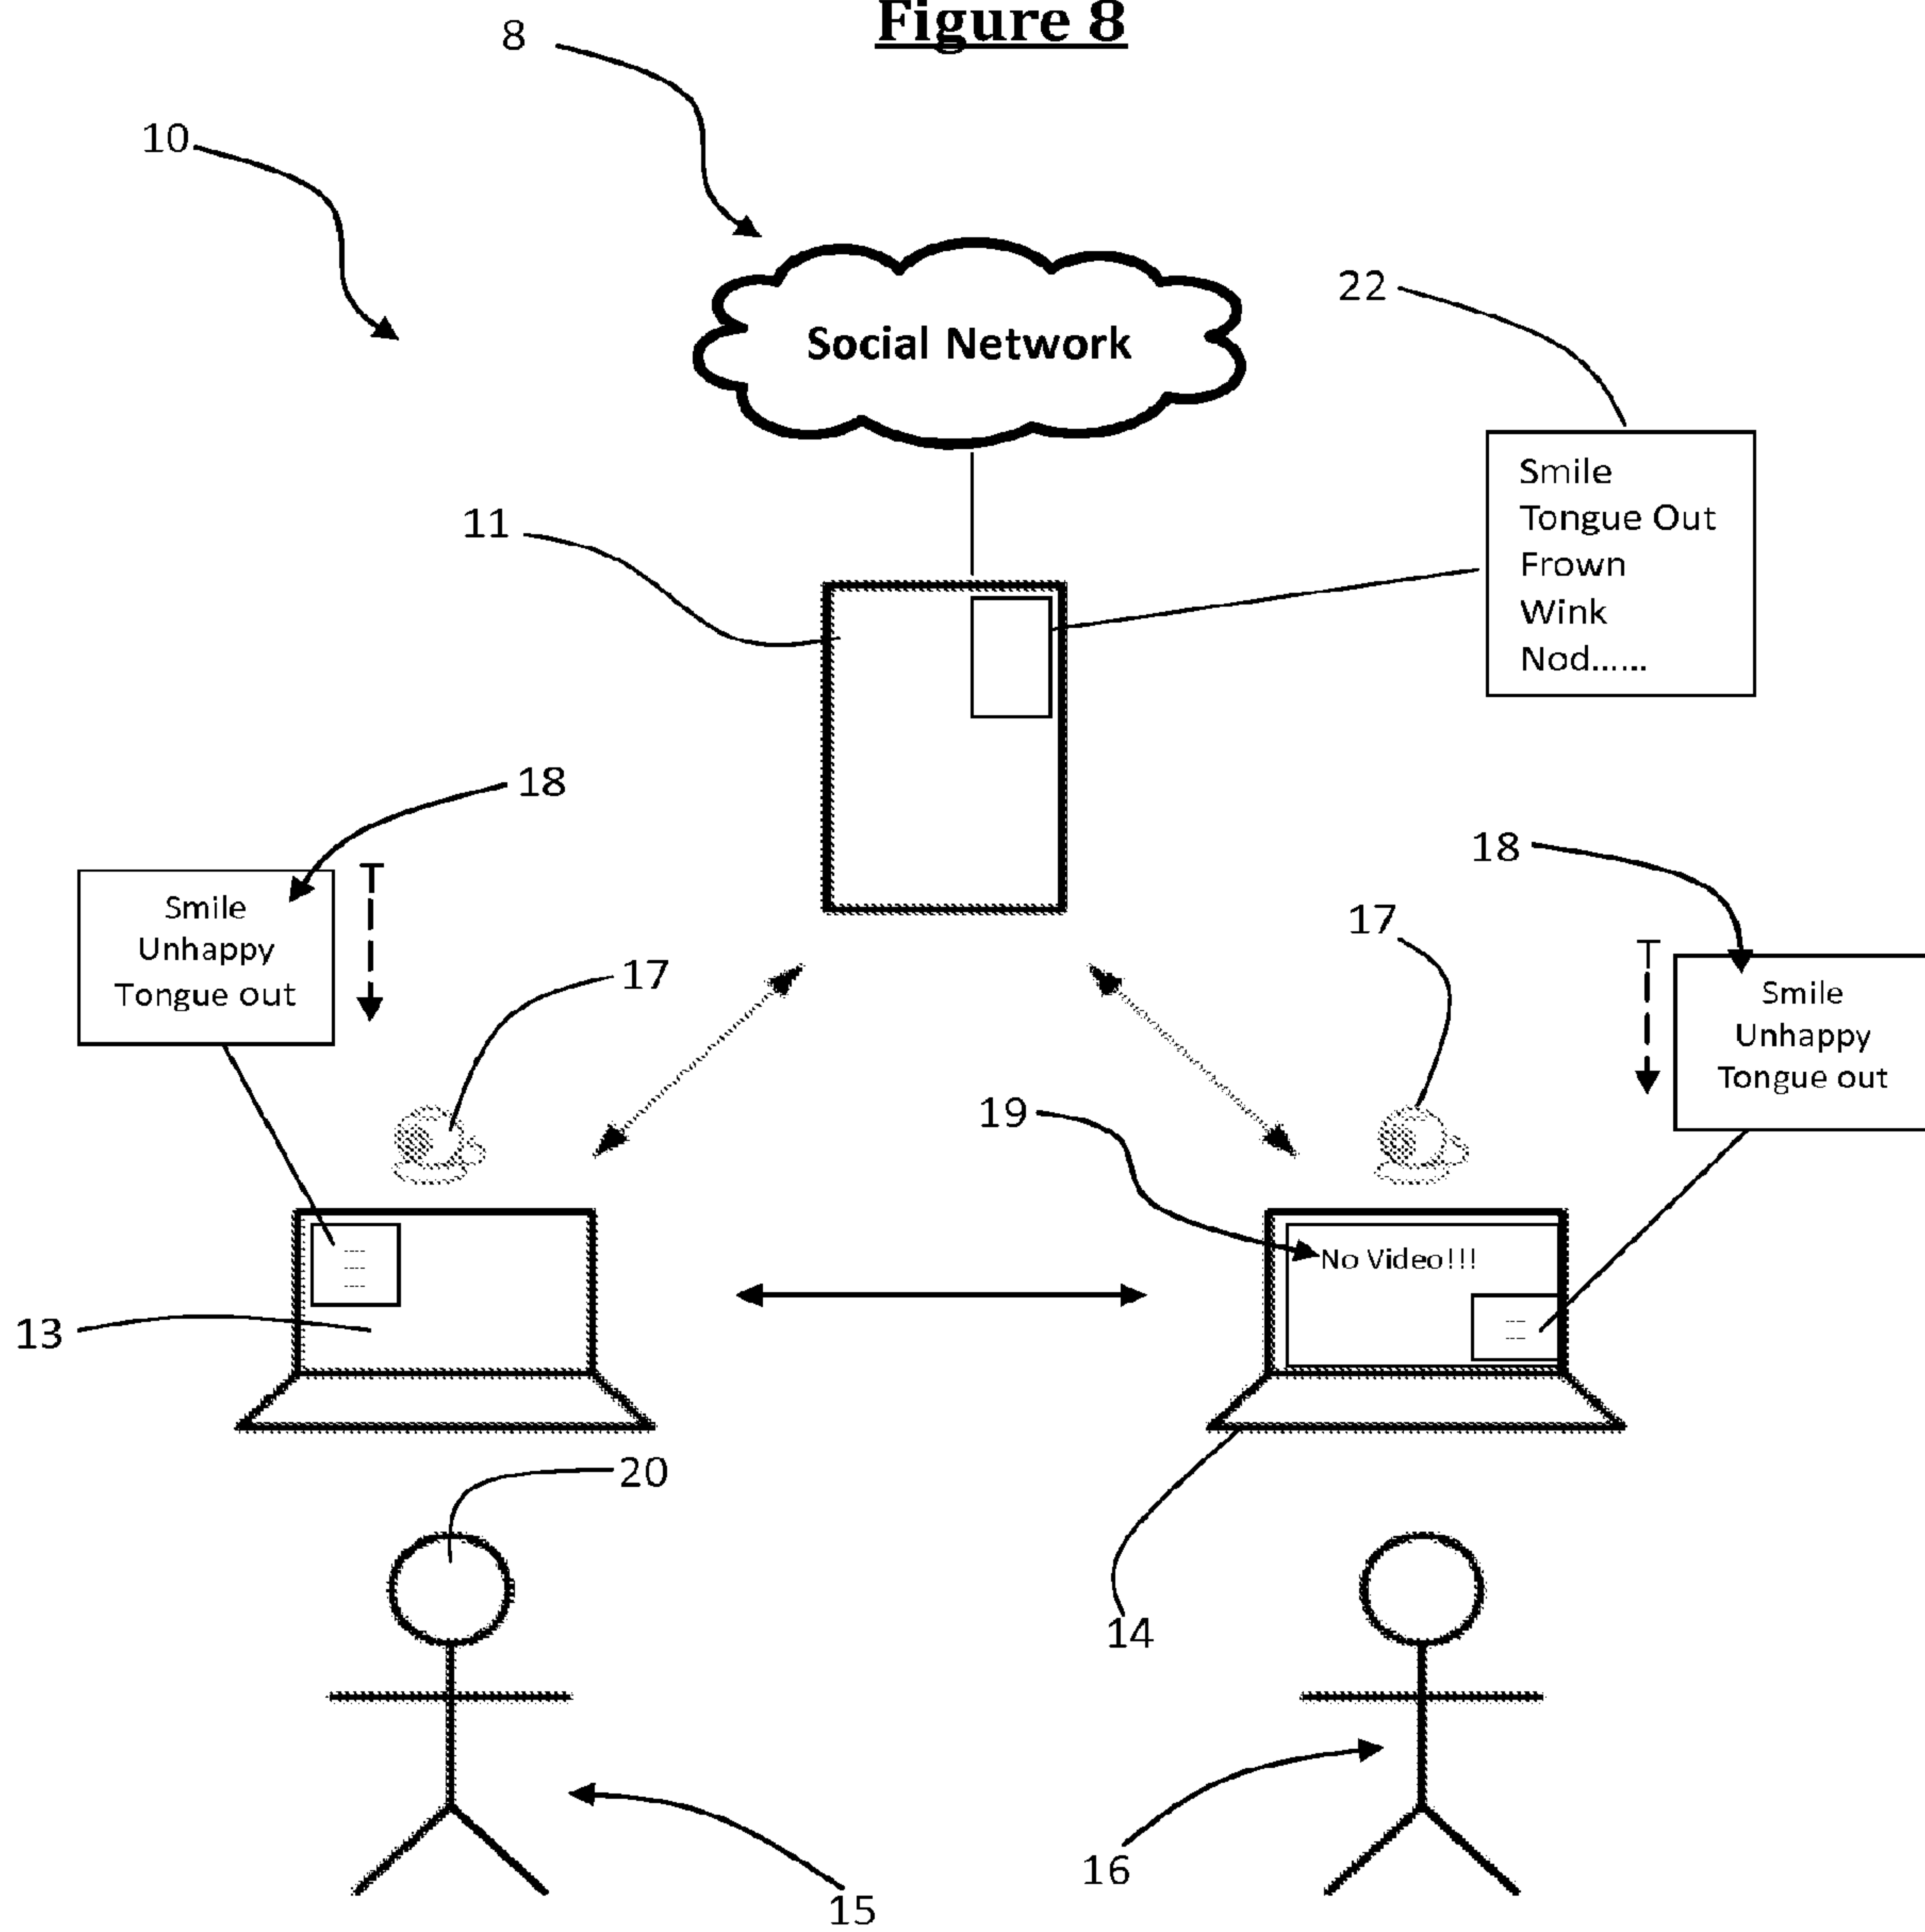 Figure 8
8
10
Social Network
22
Smile
Tongue Out
Frown
Wink
Nod......
11
18
Smile
Unhappy
Tongue out
17
18
17
Smile
Unhappy
Tongue out
19
No Video!!!
13
20
14
16
15